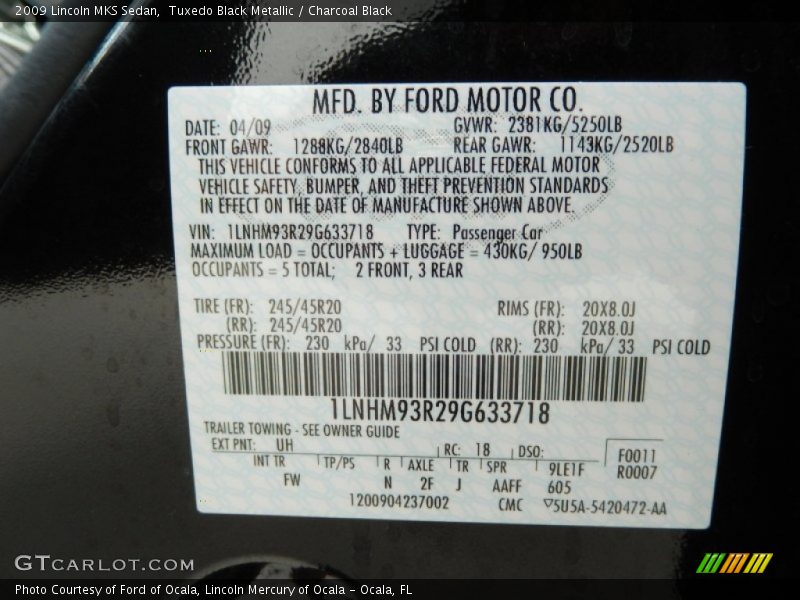 2009 Lincoln MKS Sedan,  Tuxedo Black Metallic / Charcoal Black
MFD. BY FORD MOTOR CO.
DATE: 04/09 GVWR: 2381KG/5250LB
FRONT GAWR: 1288KG/2840LB REAR GAWR: 1143KG/2520LB
THIS VEHICLE CONFORMS TO ALL APPLICABLE FEDERAL MOTOR
VEHICLE SAFETY, BUMPER, AND THEFT PREVENTION STANDARDS
IN EFFECT ON THE DATE OF MANUFACTURE SHOWN ABOVE.
VIN: 1LNHM93R29G633718 TYPE: Passenger Car
MAXIMUM LOAD = OCCUPANTS + LUGGAGE = 430KG/ 950LB
OCCUPANTS = 5 TOTAL; 2 FRONT, 3 REAR
TIRE (FR): 245/45R20 RIMS (FR): 20X8.0J
(RR): 245/45R20 (RR): 20X8.0J
PRESSURE (FR): 230 kPa/ 33 PSI COLD (RR): 230 kPa/ 33 PSI COLD
1LNHM93R29G633718
TRAILER TOWING - SEE OWNER GUIDE
EXT PNT: UH RC: 18 DSO: F0011
INT TR TP/PS R AXLE TR SPR 9LE1F R0007
FW N 2F J AAFF 605
1200904237002 CMC ▽5U5A-5420472-AA
GTCARLOT.COM
Photo Courtesy of Ford of Ocala, Lincoln Mercury of Ocala - Ocala, FL